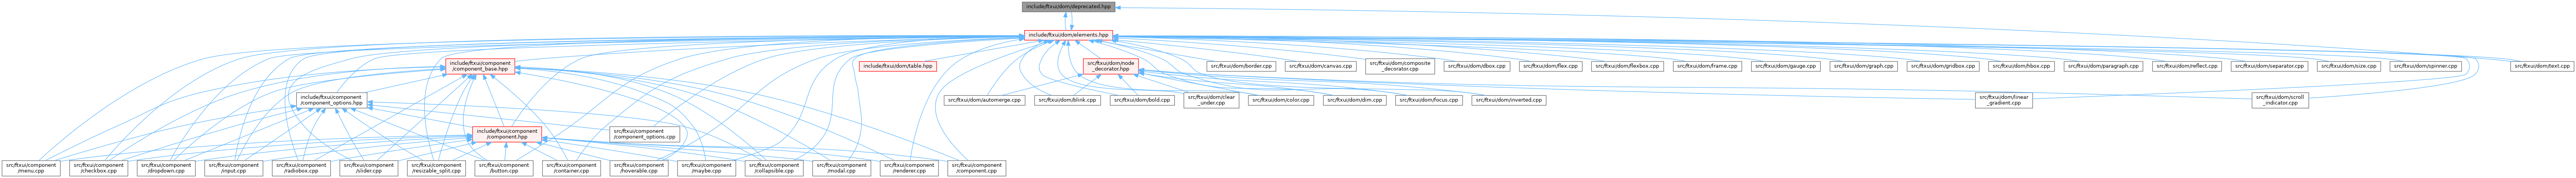 include/ftxui/dom/deprecated.hpp
include/ftxui/dom/elements.hpp
include/ftxui/component
/component_base.hpp
include/ftxui/dom/table.hpp
src/ftxui/dom/node
_decorator.hpp
src/ftxui/dom/border.cpp
src/ftxui/dom/canvas.cpp
src/ftxui/dom/composite
_decorator.cpp
src/ftxui/dom/dbox.cpp
src/ftxui/dom/flex.cpp
src/ftxui/dom/flexbox.cpp
src/ftxui/dom/frame.cpp
src/ftxui/dom/gauge.cpp
src/ftxui/dom/graph.cpp
src/ftxui/dom/gridbox.cpp
src/ftxui/dom/hbox.cpp
src/ftxui/dom/paragraph.cpp
src/ftxui/dom/reflect.cpp
src/ftxui/dom/separator.cpp
src/ftxui/dom/size.cpp
src/ftxui/dom/spinner.cpp
src/ftxui/dom/text.cpp
include/ftxui/component
/component_options.hpp
src/ftxui/dom/automerge.cpp
src/ftxui/dom/blink.cpp
src/ftxui/dom/bold.cpp
src/ftxui/dom/clear
_under.cpp
src/ftxui/dom/color.cpp
src/ftxui/dom/dim.cpp
src/ftxui/dom/focus.cpp
src/ftxui/dom/inverted.cpp
src/ftxui/dom/linear
_gradient.cpp
src/ftxui/dom/scroll
_indicator.cpp
include/ftxui/component
/component.hpp
src/ftxui/component
/component_options.cpp
src/ftxui/component
/menu.cpp
src/ftxui/component
/checkbox.cpp
src/ftxui/component
/dropdown.cpp
src/ftxui/component
/input.cpp
src/ftxui/component
/radiobox.cpp
src/ftxui/component
/slider.cpp
src/ftxui/component
/resizable_split.cpp
src/ftxui/component
/button.cpp
src/ftxui/component
/container.cpp
src/ftxui/component
/hoverable.cpp
src/ftxui/component
/maybe.cpp
src/ftxui/component
/collapsible.cpp
src/ftxui/component
/modal.cpp
src/ftxui/component
/renderer.cpp
src/ftxui/component
/component.cpp